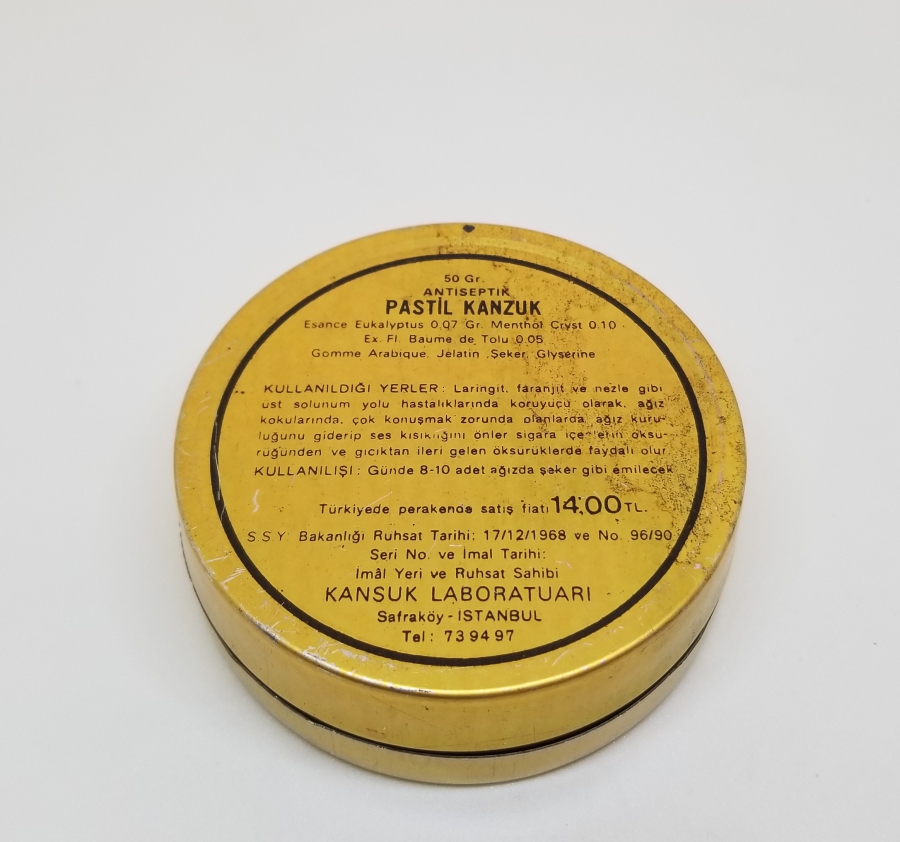 50 Gr.
ANTISEPTIK
PASTİL KANZUK
Esance Eukalyptus 0.07 Gr. Menthol Cryst 0.10
Ex. Fl. Baume de Tolu 0.05
Gomme Arabique, Jelatin, Şeker, Glyserine
KULLANILDIĞI YERLER: Laringit, faranjit ve nezle gibi
üst solunum yolu hastalıklarında koruyucu olarak, ağız
kokularında, çok konuşmak zorunda olanlarda ağız kuru-
luğunu giderip ses kısıklığını önler sigara içenlerin öksü-
rüğünden ve gıcıktan ileri gelen öksürüklerde faydalı olur
KULLANILIŞI: Günde 8-10 adet ağızda şeker gibi emilecek
Türkiyede perakende satış fiatı 14.00 TL.
S.S.Y. Bakanlığı Ruhsat Tarihi: 17/12/1968 ve No. 96/90
Seri No. ve İmal Tarihi:
İmâl Yeri ve Ruhsat Sahibi
KANSUK LABORATUARI
Safraköy - ISTANBUL
Tel: 739497